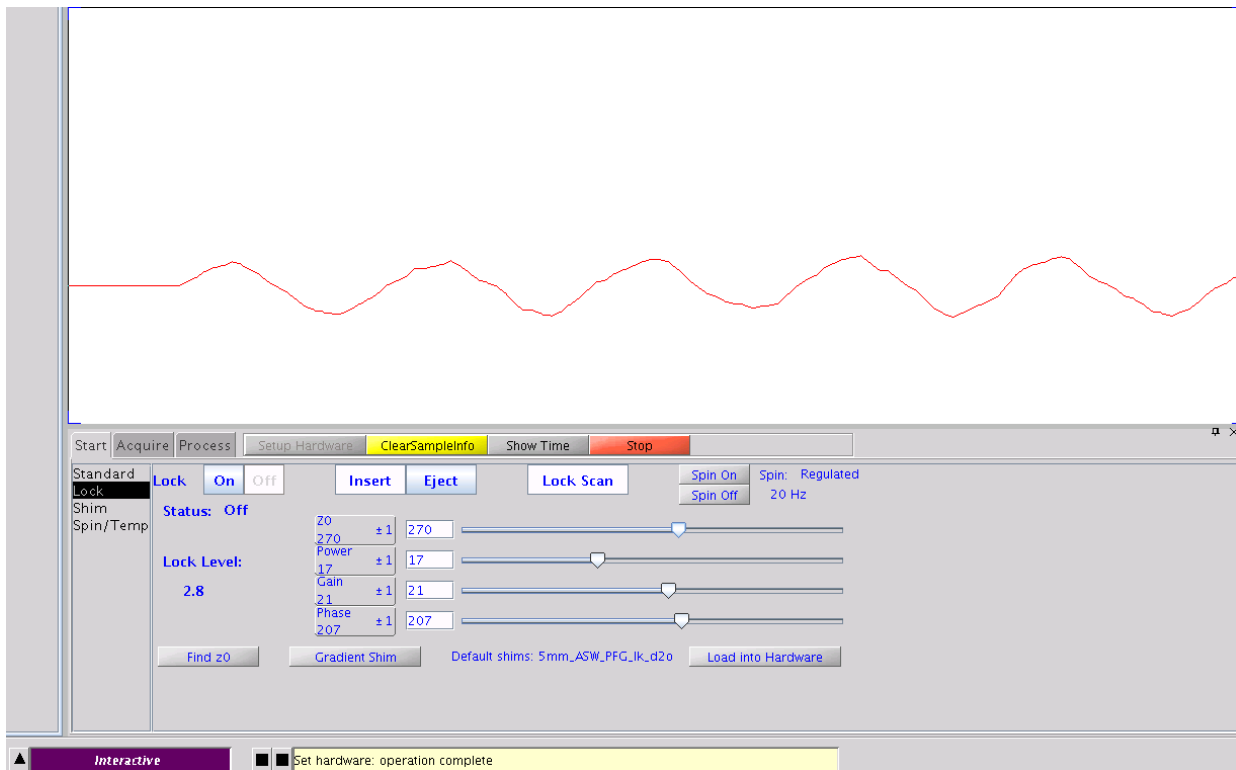 Start Acquire Process Setup Hardware ClearSampleInfo Show Time Stop
Standard
Lock
Shim
Spin/Temp
Lock On Off Insert Eject Lock Scan Spin On Spin: Regulated
Spin Off 20 Hz
Status: Off
Z0
270 ±1 270
Power
17 ±1 17
Lock Level:
2.8
Gain
21 ±1 21
Phase
207 ±1 207
Find z0 Gradient Shim Default shims: 5mm_ASW_PFG_lk_d2o Load into Hardware
Interactive Set hardware: operation complete